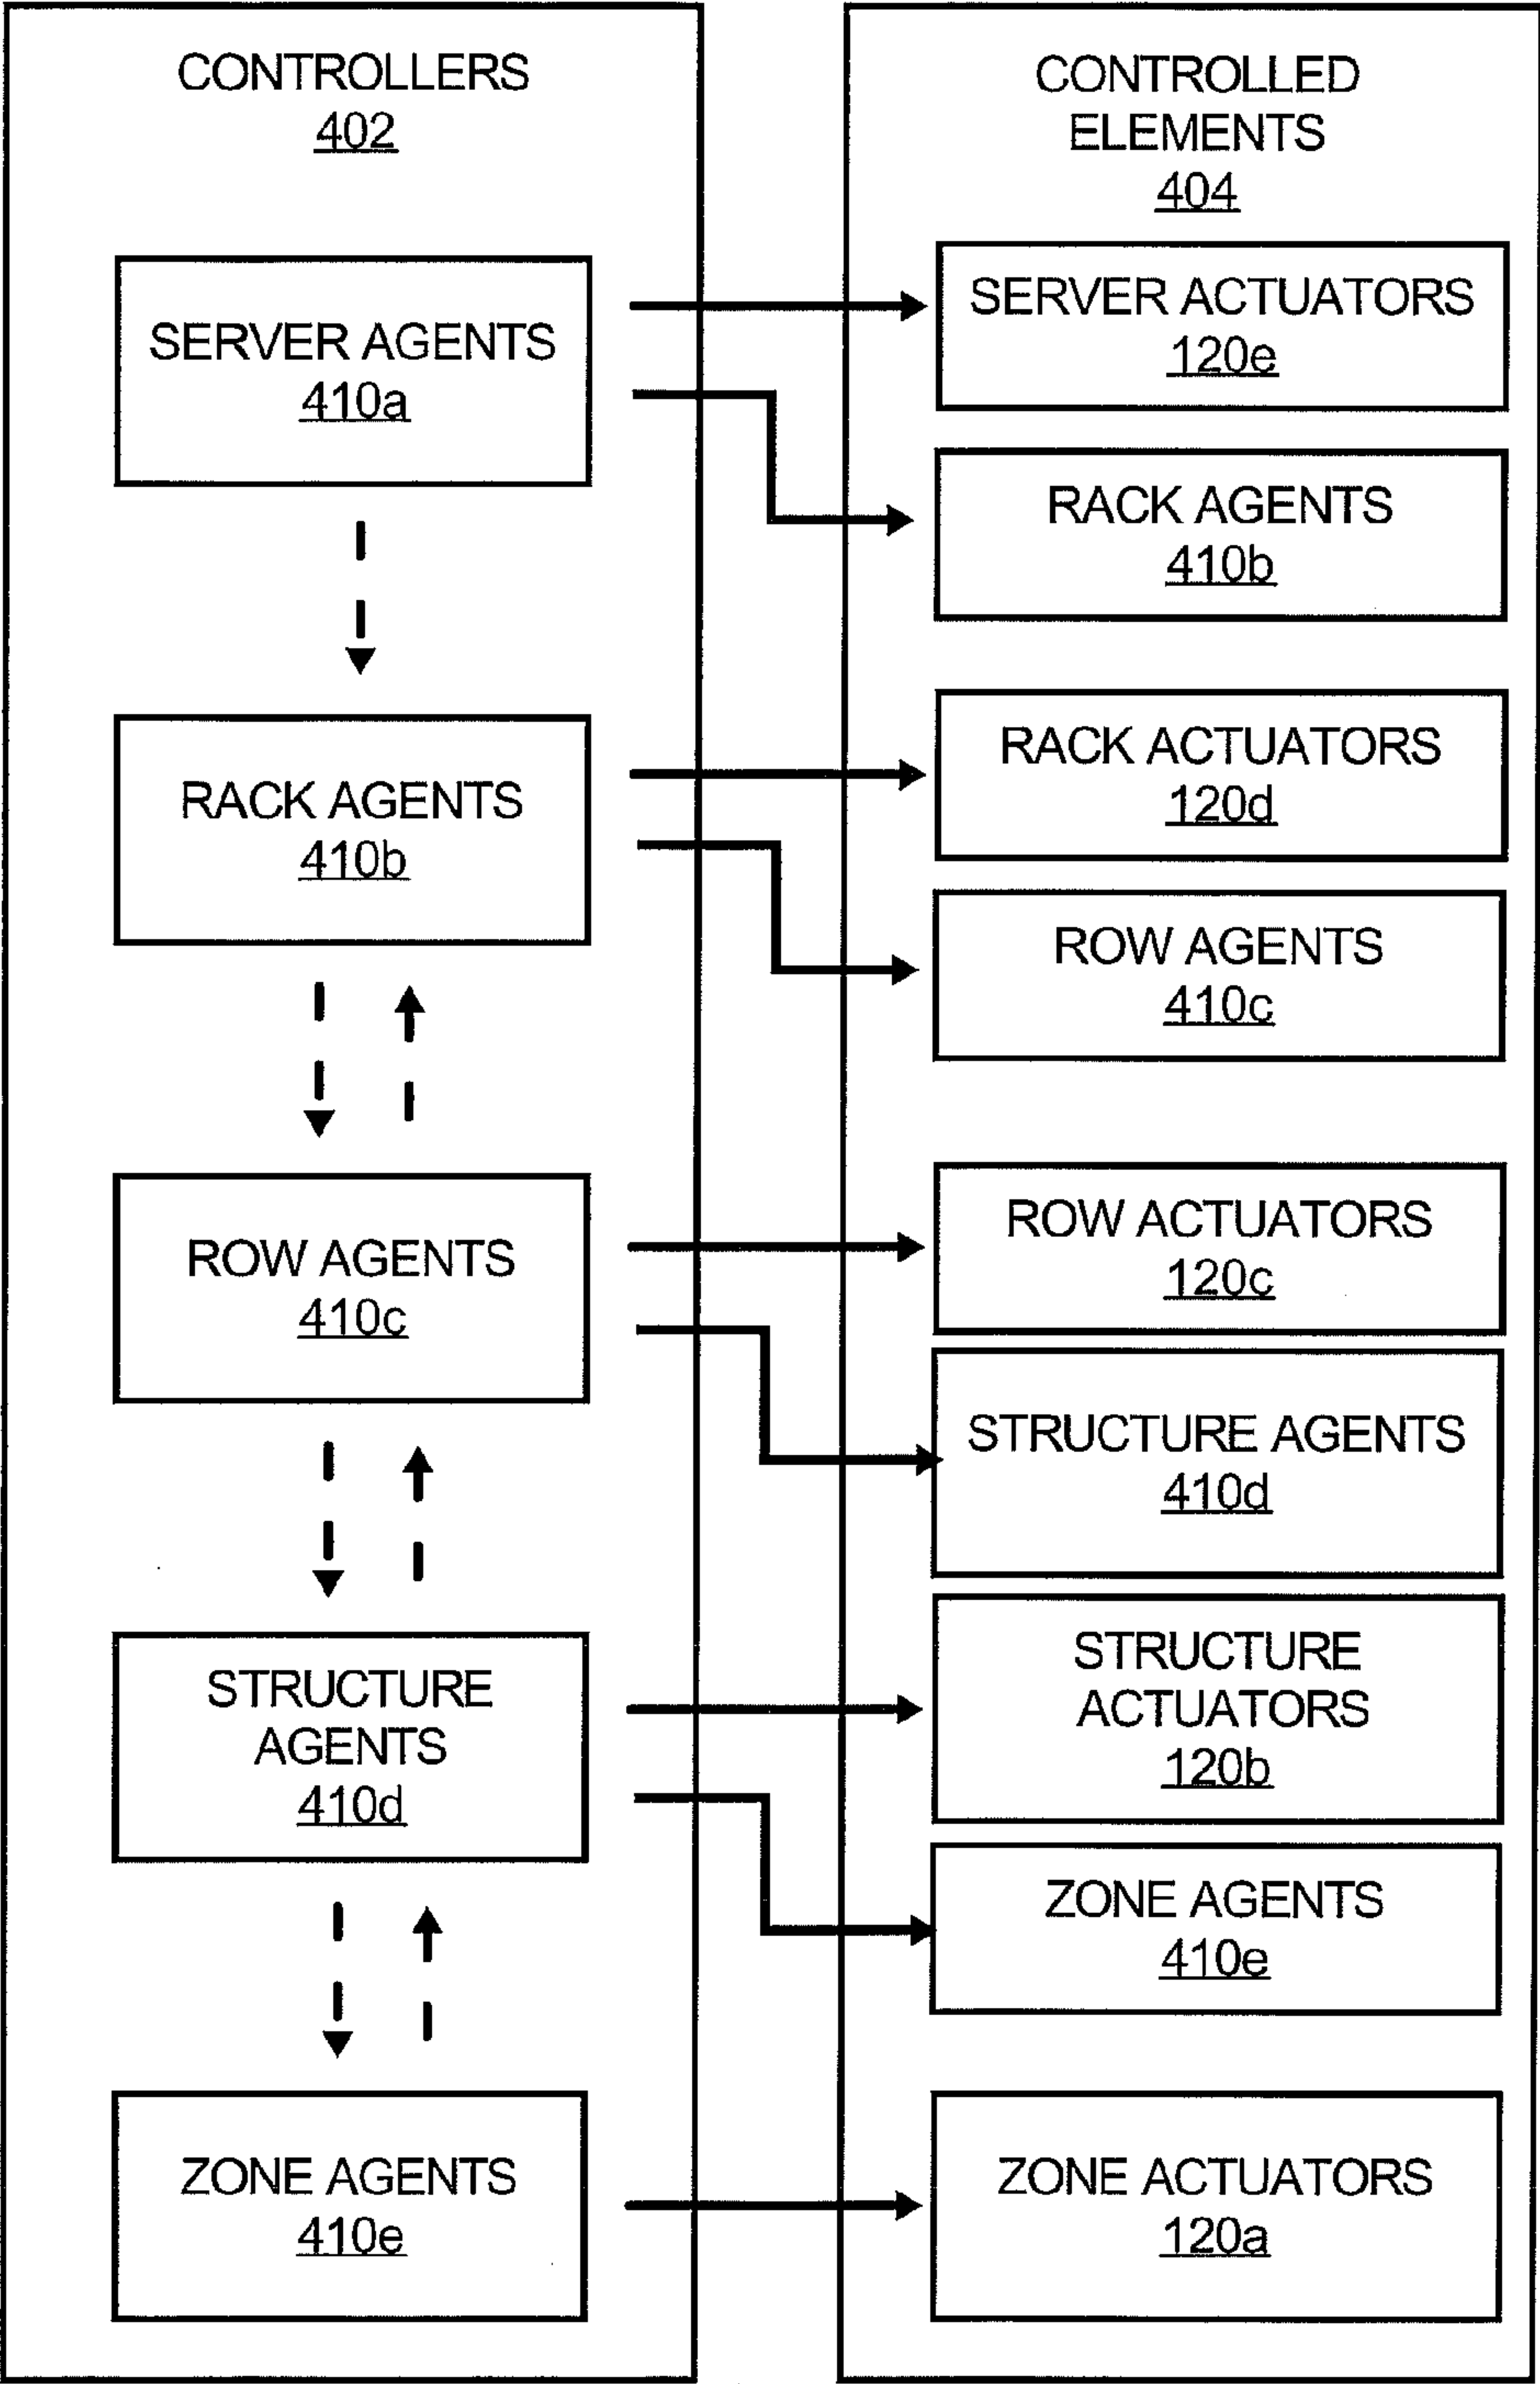 CONTROLLERS
402
SERVER AGENTS
410a
RACK AGENTS
410b
ROW AGENTS
410c
STRUCTURE
AGENTS
410d
ZONE AGENTS
410e
CONTROLLED
ELEMENTS
404
SERVER ACTUATORS
120e
RACK AGENTS
410b
RACK ACTUATORS
120d
ROW AGENTS
410c
ROW ACTUATORS
120c
STRUCTURE AGENTS
410d
STRUCTURE
ACTUATORS
120b
ZONE AGENTS
410e
ZONE ACTUATORS
120a